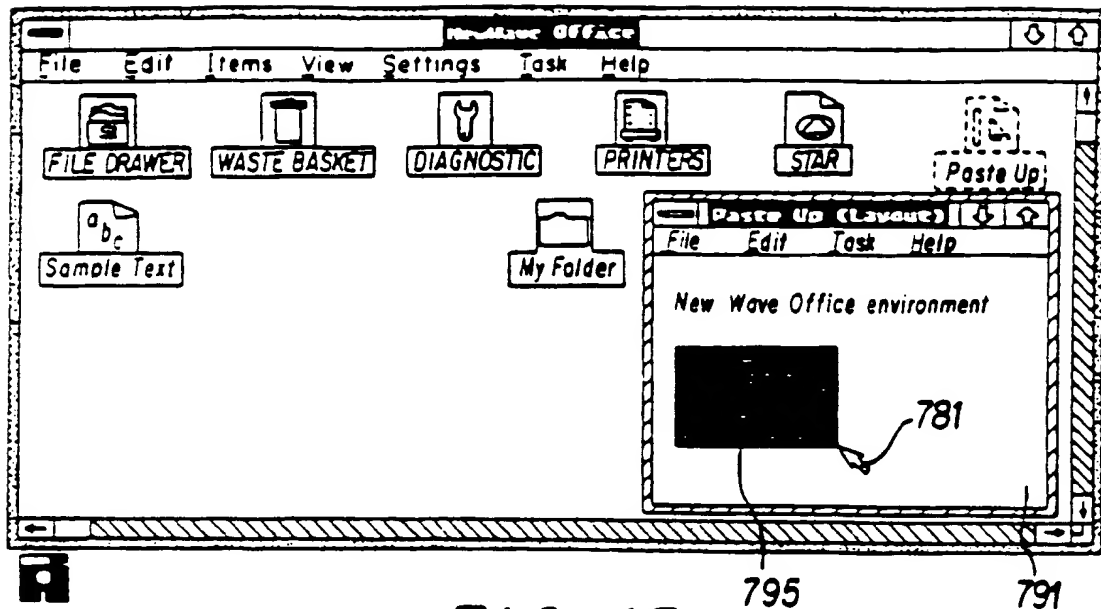 NewWave Office
File Edit Items View Settings Task Help
FILE DRAWER WASTE BASKET DIAGNOSTIC PRINTERS STAR Paste Up
Paste Up (Layout)
File Edit Task Help
Sample Text My Folder
abc
New Wave Office environment
781
795 791